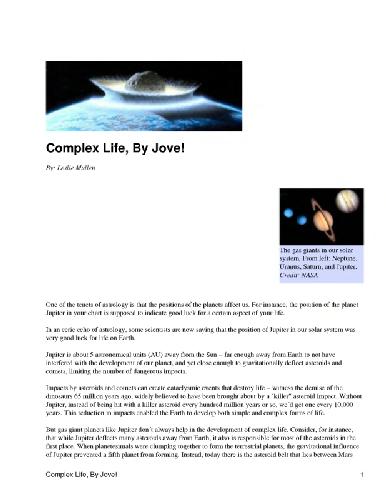 Complex Life, By Jove!
By: Leslie Mullen
The gas giants in our solar
system. From left: Neptune,
Uranus, Saturn, and Jupiter.
Credit: NASA
One of the tenets of astrology is that the positions of the planets affect us. For instance, the position of the planet
Jupiter in your chart is supposed to indicate good luck for a certain aspect of your life.
In an eerie echo of astrology, some scientists are now saying that the position of Jupiter in our solar system was
very good luck for life on Earth.
Jupiter is about 5 astronomical units (AU) away from the Sun – far enough away from Earth to not have
interfered with the development of our planet, and yet close enough to gravitationally deflect asteroids and
comets, limiting the number of dangerous impacts.
Impacts by asteroids and comets can create cataclysmic events that destroy life – witness the demise of the
dinosaurs 65 million years ago, widely believed to have been brought about by a "killer" asteroid impact. Without
Jupiter, instead of being hit with a killer asteroid every hundred million years or so, we'd get one every 10,000
years. This reduction in impacts enabled the Earth to develop both simple and complex forms of life.
But gas giant planets like Jupiter don't always help in the development of complex life. Consider, for instance,
that while Jupiter deflects many asteroids away from Earth, it also is responsible for most of the asteroids in the
first place. When planetesimals were clumping together to form the terrestrial planets, the gravitational influence
of Jupiter prevented a fifth planet from forming. Instead, today there is the asteroid belt that lies between Mars
Complex Life, By Jove!
1